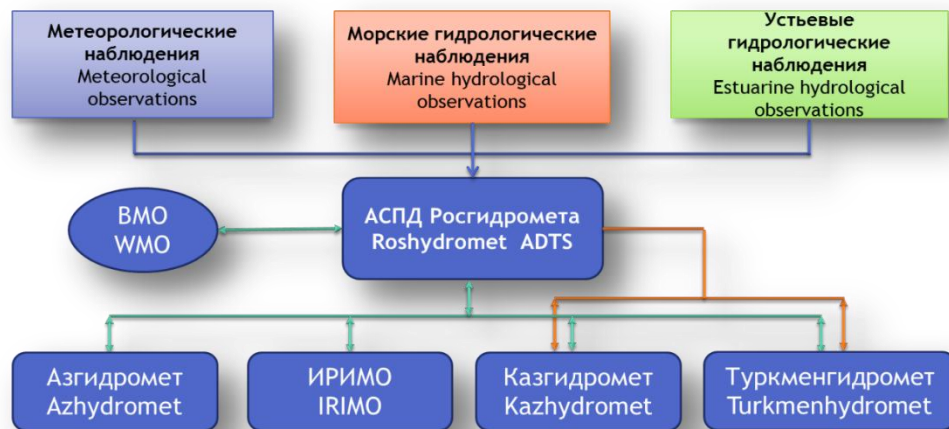 Метеорологические
наблюдения
Meteorological
observations
Морские гидрологические
наблюдения
Marine hydrological
observations
Устьевые
гидрологические
наблюдения
Estuarine hydrological
observations
ВМО
WMO
АСПД Росгидромета
Roshydromet ADTS
Азгидромет
Azhydromet
ИРИМО
IRIMO
Казгидромет
Kazhydromet
Туркменгидромет
Turkmenhydromet